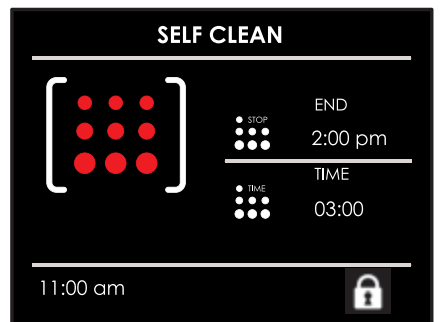 SELF CLEAN
STOP
END
2:00 pm
TIME
TIME
03:00
11:00 am